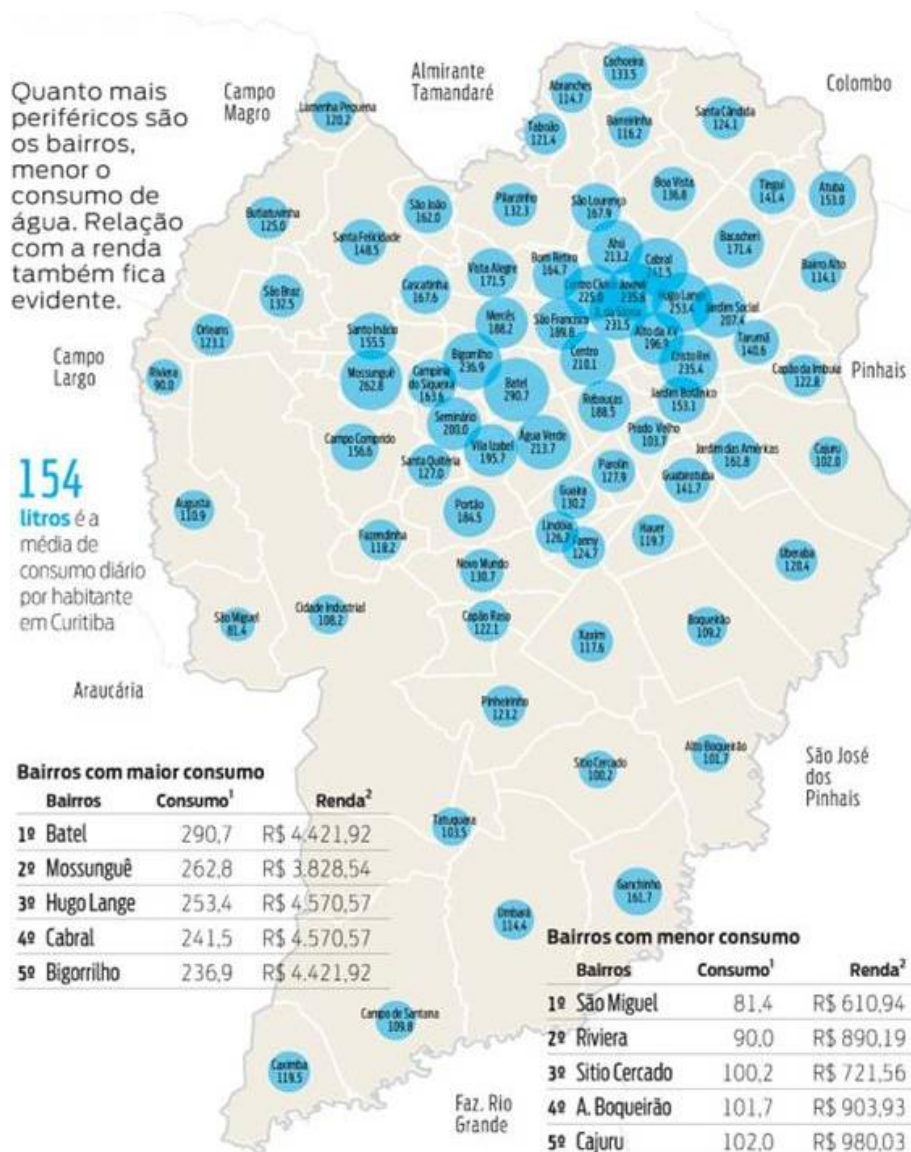 Quanto mais
periféricos são
os bairros,
menor o
consumo de
água. Relação
com a renda
também fica
evidente.
Campo
Magro
Almirante
Tamandaré
Colombo
Cachoeira
133.5
Abranches
114.7
Lamenha Pequena
120.2
Taboão
121.4
Barreirinha
116.2
Santa Cândida
124.1
Butiatuvinha
125.0
São João
162.0
Pilarzinho
132.3
São Lourenço
167.9
Boa Vista
136.8
Tingui
141.4
Atuba
153.0
Santa Felicidade
148.5
Ahú
213.2
Bacacheri
171.4
Cascatinha
167.6
Vista Alegre
171.5
Bom Retiro
164.7
Cabral
241.5
Bairro Alto
114.1
São Braz
132.5
Centro Cívico
225.0
Juvevê
235.8
Hugo Lange
253.4
Jardim Social
207.4
Orleans
123.1
Santo Inácio
155.5
Mercês
188.2
São Francisco
189.8
231.5
Alto da XV
196.9
Tarumã
140.6
Campo
Largo
Riviera
90.0
Mossunguê
262.8
Campina
do Siqueira
163.6
Bigorrilho
236.9
Batel
290.7
Centro
210.1
Cristo Rei
235.4
Capão da Imbuia
122.8
Pinhais
Rebouças
188.5
Jardim Botânico
153.1
Seminário
200.0
Campo Comprido
156.6
Vila Izabel
195.7
Água Verde
213.7
Prado Velho
103.7
Jardim das Américas
161.8
Cajuru
102.0
Santa Quitéria
127.0
Parolin
127.9
Guabirotuba
141.7
154
litros é a
média de
consumo diário
por habitante
em Curitiba
Augusta
110.9
Portão
184.5
Guaíra
130.2
Fazendinha
118.2
Lindóia
126.7
Fanny
124.7
Hauer
119.7
Uberaba
120.4
Novo Mundo
130.7
São Miguel
81.4
Cidade Industrial
108.2
Capão Raso
122.1
Xaxim
117.6
Boqueirão
109.2
Araucária
Pinheirinho
123.2
Sítio Cercado
100.2
Alto Boqueirão
101.7
São José
dos
Pinhais
Tatuquara
103.5
Ganchinho
161.7
Umbará
114.4
Campo de Santana
109.8
Caximba
119.5
Faz. Rio
Grande
Bairros com maior consumo
Bairros Consumo¹ Renda²
1º Batel 290,7 R$ 4.421,92
2º Mossunguê 262,8 R$ 3.828,54
3º Hugo Lange 253,4 R$ 4.570,57
4º Cabral 241,5 R$ 4.570,57
5º Bigorrilho 236,9 R$ 4.421,92
Bairros com menor consumo
Bairros Consumo¹ Renda²
1º São Miguel 81,4 R$ 610,94
2º Riviera 90,0 R$ 890,19
3º Sitio Cercado 100,2 R$ 721,56
4º A. Boqueirão 101,7 R$ 903,93
5º Cajuru 102,0 R$ 980,03